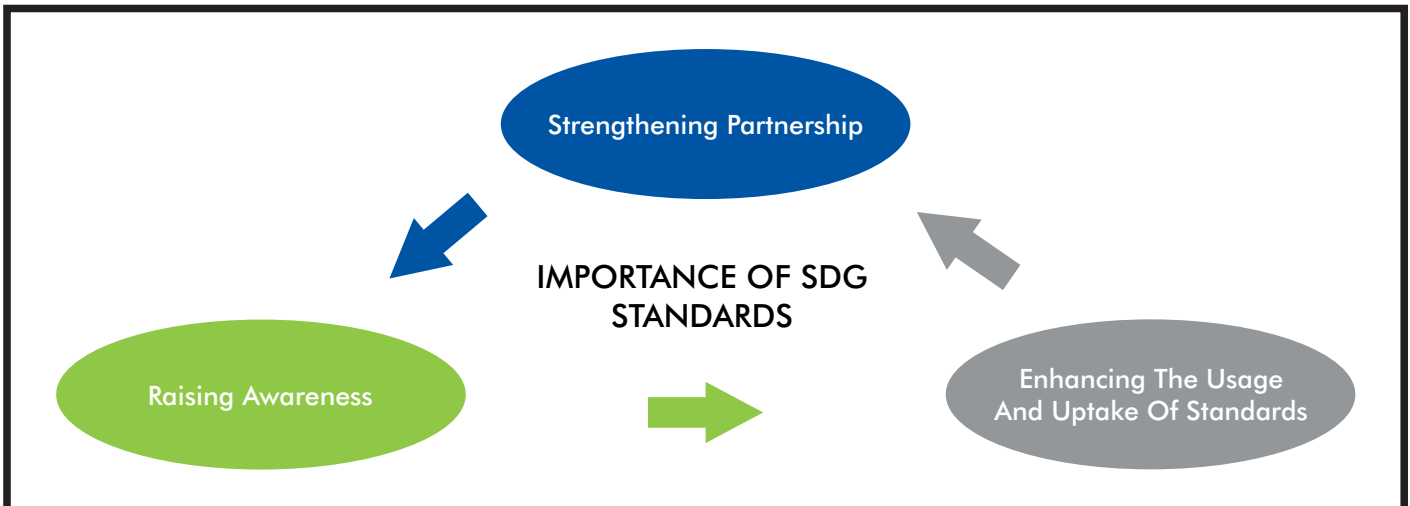 Strengthening Partnership
IMPORTANCE OF SDG
STANDARDS
Raising Awareness
Enhancing The Usage
And Uptake Of Standards